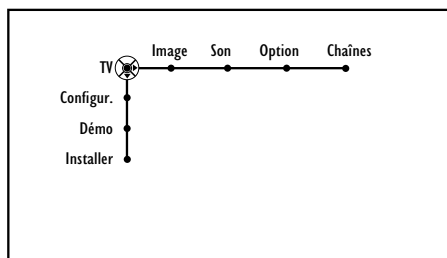 Image Son Option Chaînes
TV
Configur.
Démo
Installer